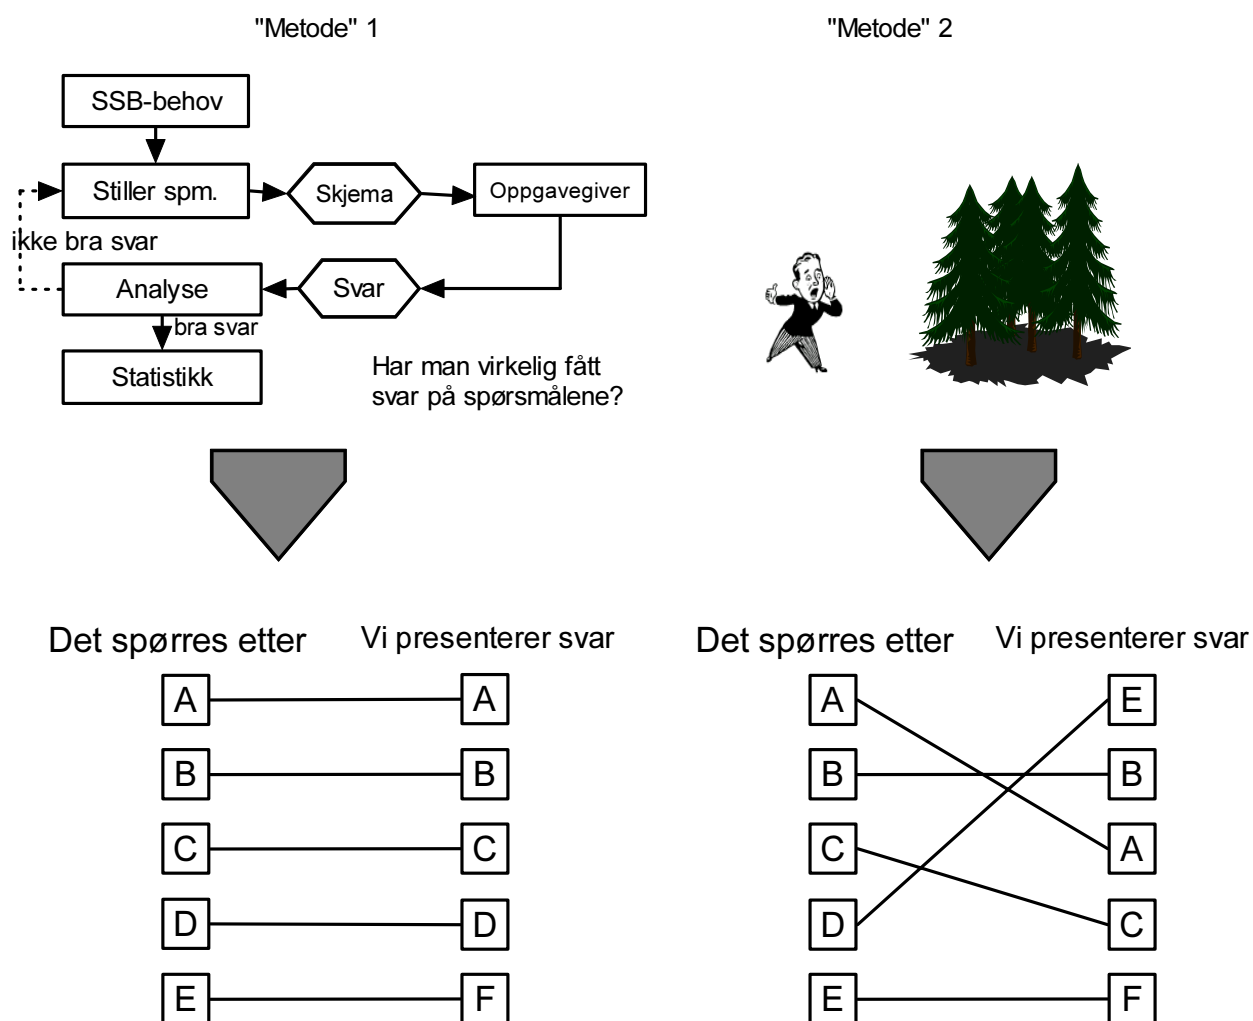 "Metode" 1
SSB-behov
Stiller spm.
Skjema
Oppgavegiver
ikke bra svar
Analyse
Svar
bra svar
Statistikk
Har man virkelig fått
svar på spørsmålene?
"Metode" 2
Det spørres etter
Vi presenterer svar
A
A
B
B
C
C
D
D
E
F
Det spørres etter
Vi presenterer svar
A
E
B
B
C
A
D
C
E
F